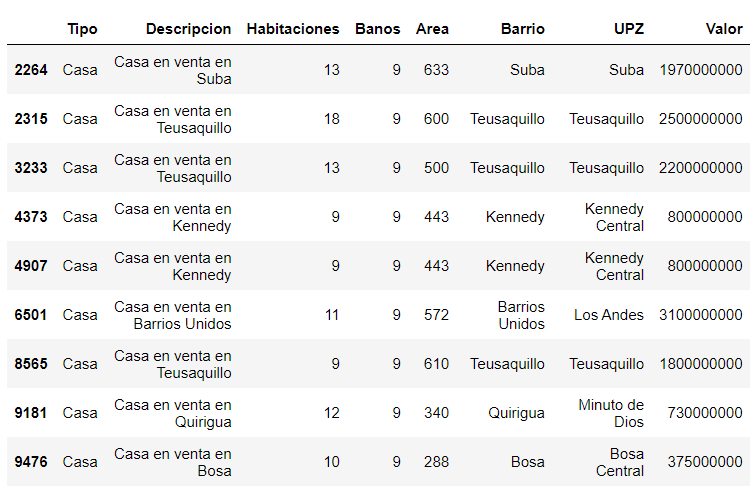 Tipo Descripcion Habitaciones Banos Area Barrio UPZ Valor
2264 Casa Casa en venta en Suba 13 9 633 Suba Suba 1970000000
2315 Casa Casa en venta en Teusaquillo 18 9 600 Teusaquillo Teusaquillo 2500000000
3233 Casa Casa en venta en Teusaquillo 13 9 500 Teusaquillo Teusaquillo 2200000000
4373 Casa Casa en venta en Kennedy 9 9 443 Kennedy Kennedy Central 800000000
4907 Casa Casa en venta en Kennedy 9 9 443 Kennedy Kennedy Central 800000000
6501 Casa Casa en venta en Barrios Unidos 11 9 572 Barrios Unidos Los Andes 3100000000
8565 Casa Casa en venta en Teusaquillo 9 9 610 Teusaquillo Teusaquillo 1800000000
9181 Casa Casa en venta en Quirigua 12 9 340 Quirigua Minuto de Dios 730000000
9476 Casa Casa en venta en Bosa 10 9 288 Bosa Bosa Central 375000000